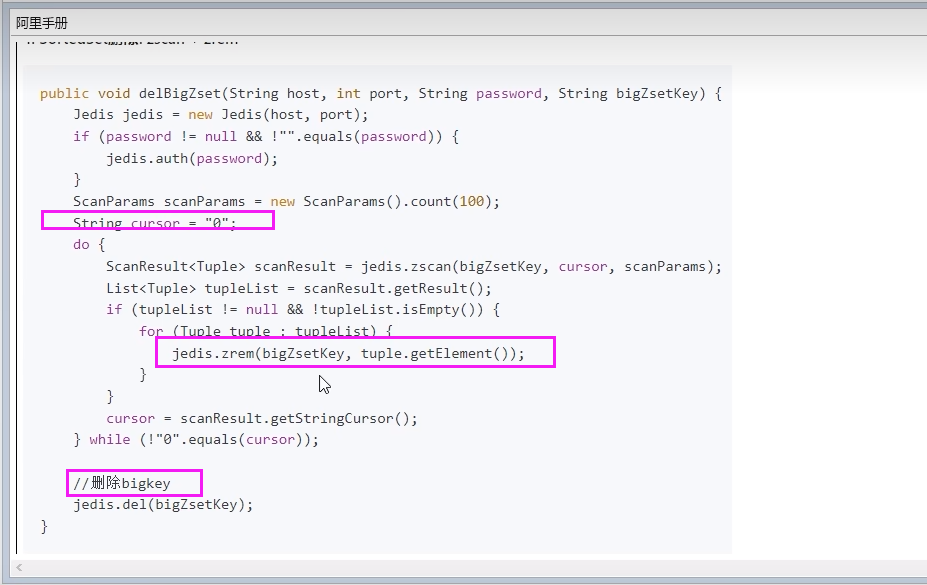 阿里手册
public void delBigZset(String host, int port, String password, String bigZsetKey) {
    Jedis jedis = new Jedis(host, port);
    if (password != null && !"".equals(password)) {
        jedis.auth(password);
    }
    ScanParams scanParams = new ScanParams().count(100);
    String cursor = "0";
    do {
        ScanResult<Tuple> scanResult = jedis.zscan(bigZsetKey, cursor, scanParams);
        List<Tuple> tupleList = scanResult.getResult();
        if (tupleList != null && !tupleList.isEmpty()) {
            for (Tuple tuple : tupleList) {
                jedis.zrem(bigZsetKey, tuple.getElement());
            }
        }
        cursor = scanResult.getStringCursor();
    } while (!"0".equals(cursor));
    //删除bigkey
    jedis.del(bigZsetKey);
}